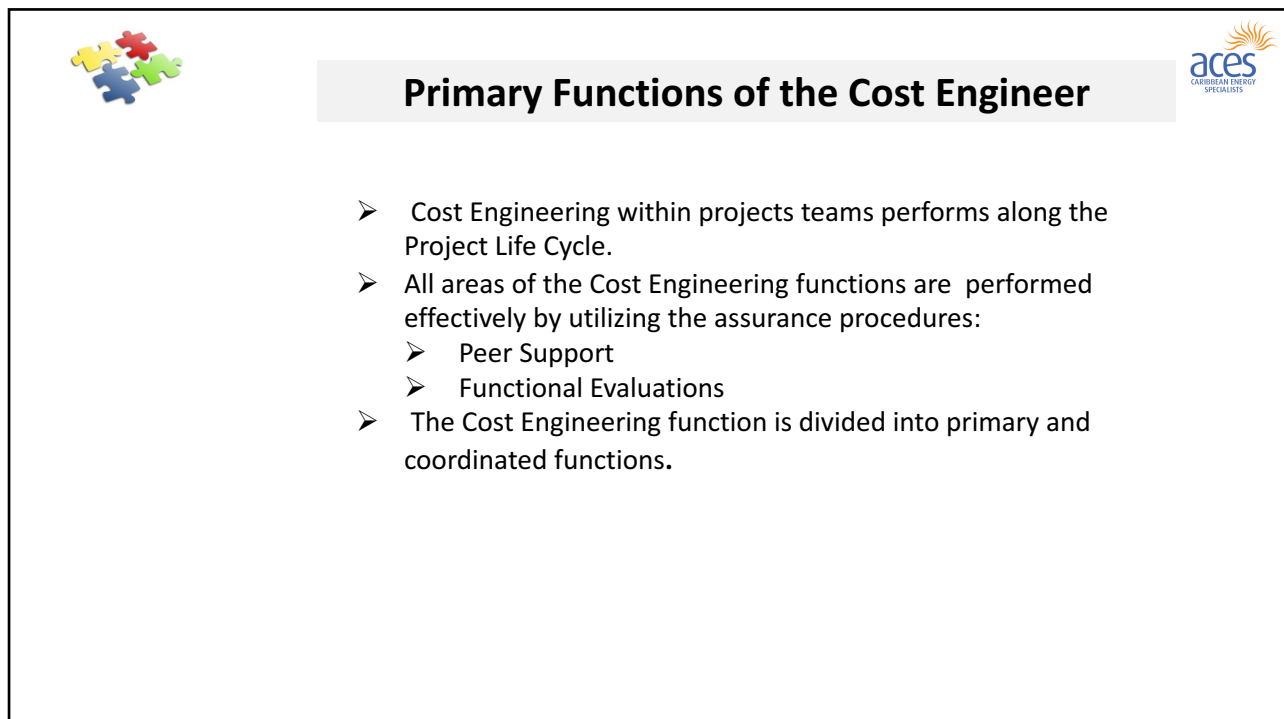 aces
CARIBBEAN ENERGY
SPECIALISTS
Primary Functions of the Cost Engineer
➢ Cost Engineering within projects teams performs along the
Project Life Cycle.
➢ All areas of the Cost Engineering functions are performed
effectively by utilizing the assurance procedures:
➢ Peer Support
➢ Functional Evaluations
➢ The Cost Engineering function is divided into primary and
coordinated functions.